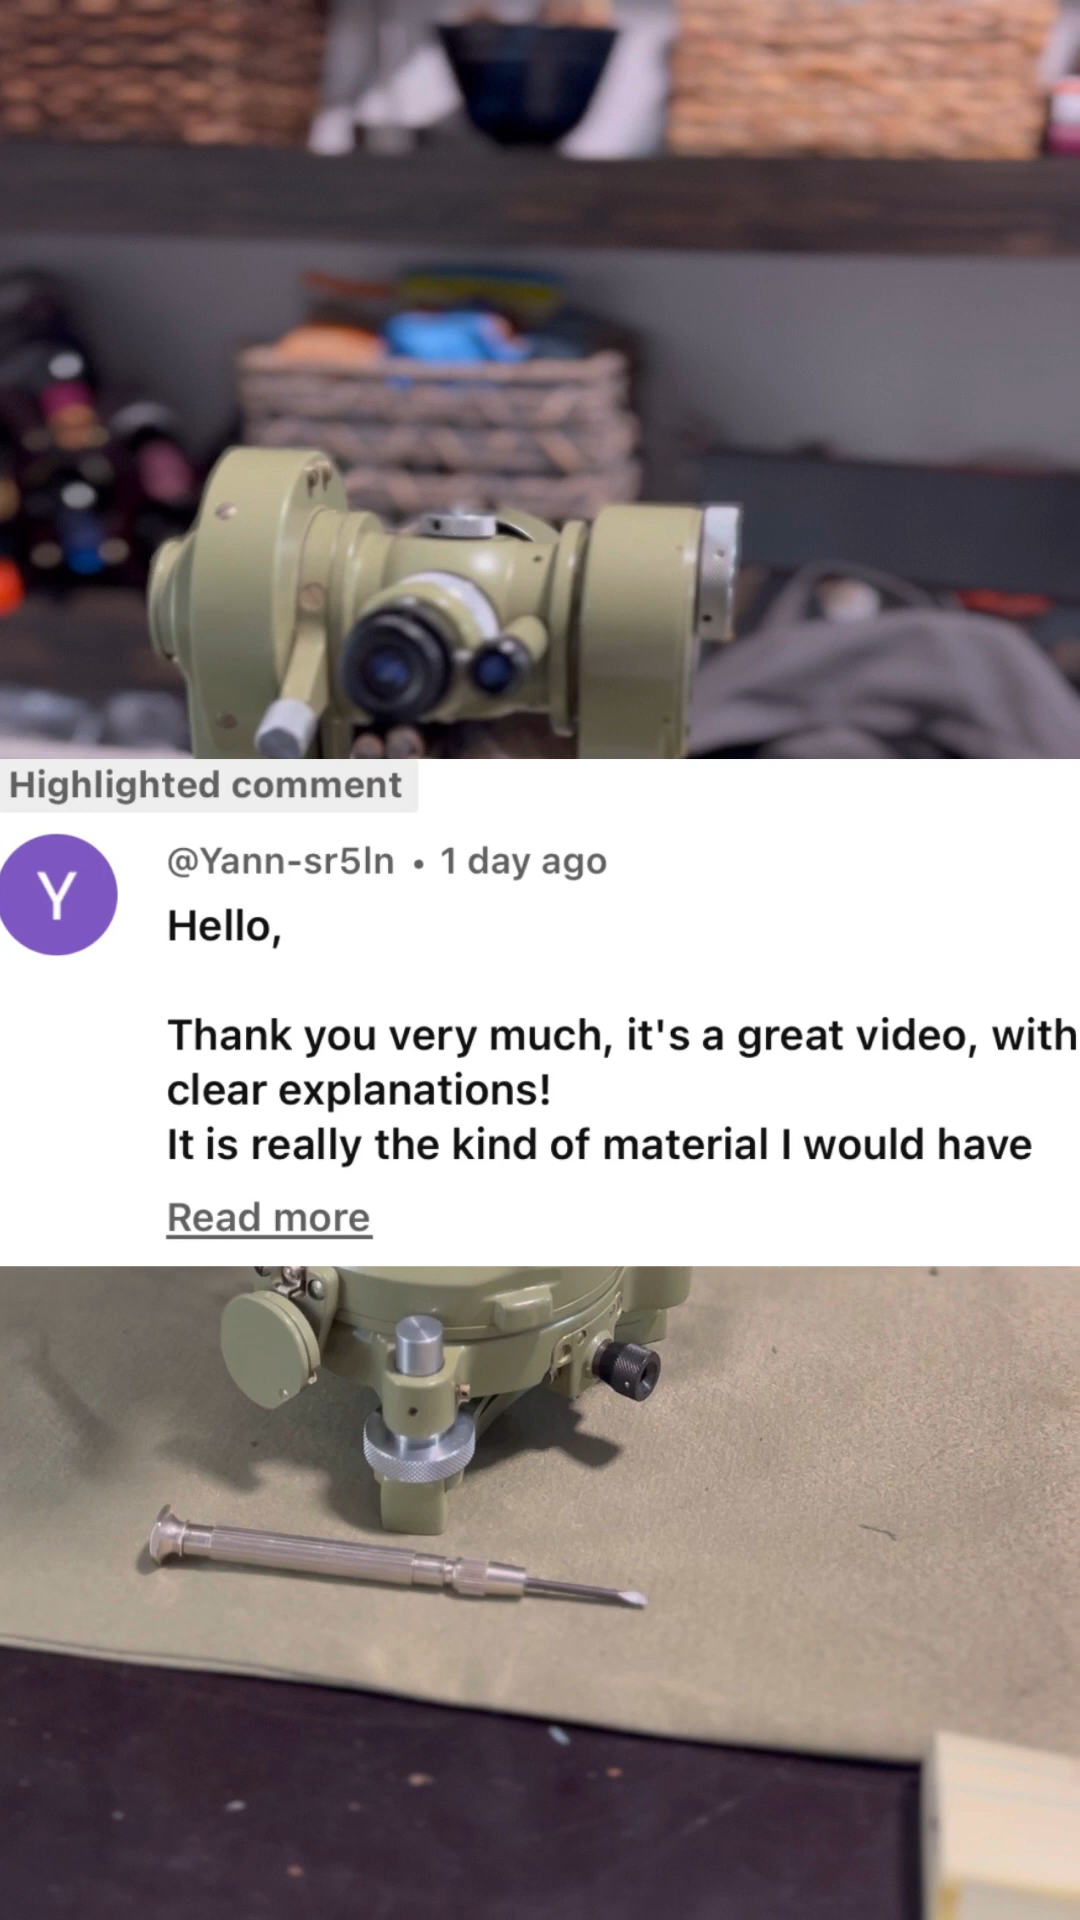 Highlighted comment
Y
@Yann-sr5ln • 1 day ago
Hello,
Thank you very much, it's a great video, with
clear explanations!
It is really the kind of material I would have
Read more